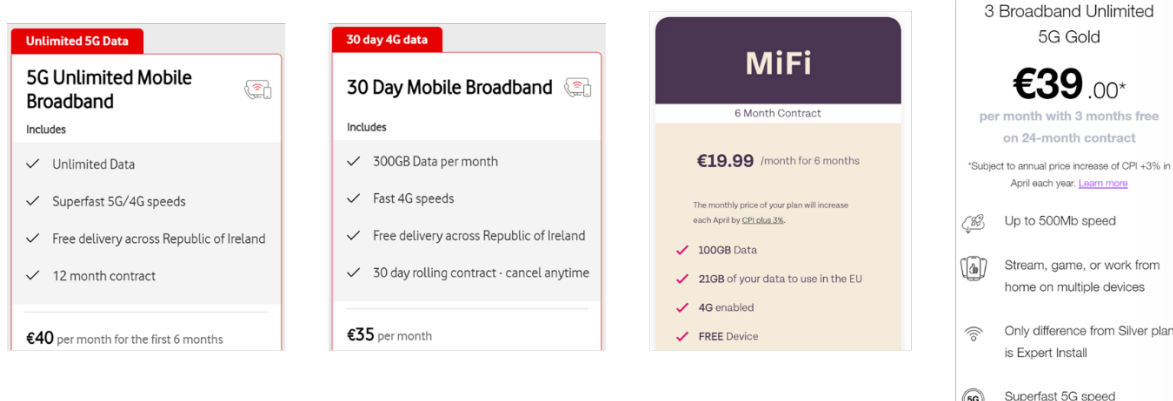 Unlimited 5G Data
5G Unlimited Mobile
Broadband
Includes
Unlimited Data
Superfast 5G/4G speeds
Free delivery across Republic of Ireland
12 month contract
€40 per month for the first 6 months
30 day 4G data
30 Day Mobile Broadband
Includes
300GB Data per month
Fast 4G speeds
Free delivery across Republic of Ireland
30 day rolling contract - cancel anytime
€35 per month
MiFi
6 Month Contract
€19.99 /month for 6 months
The monthly price of your plan will increase
each April by CPI plus 3%.
100GB Data
21GB of your data to use in the EU
4G enabled
FREE Device
3 Broadband Unlimited
5G Gold
€39.00*
per month with 3 months free
on 24-month contract
*Subject to annual price increase of CPI +3% in
April each year. Learn more
Up to 500Mb speed
Stream, game, or work from
home on multiple devices
Only difference from Silver plan
is Expert Install
5G
Superfast 5G speed